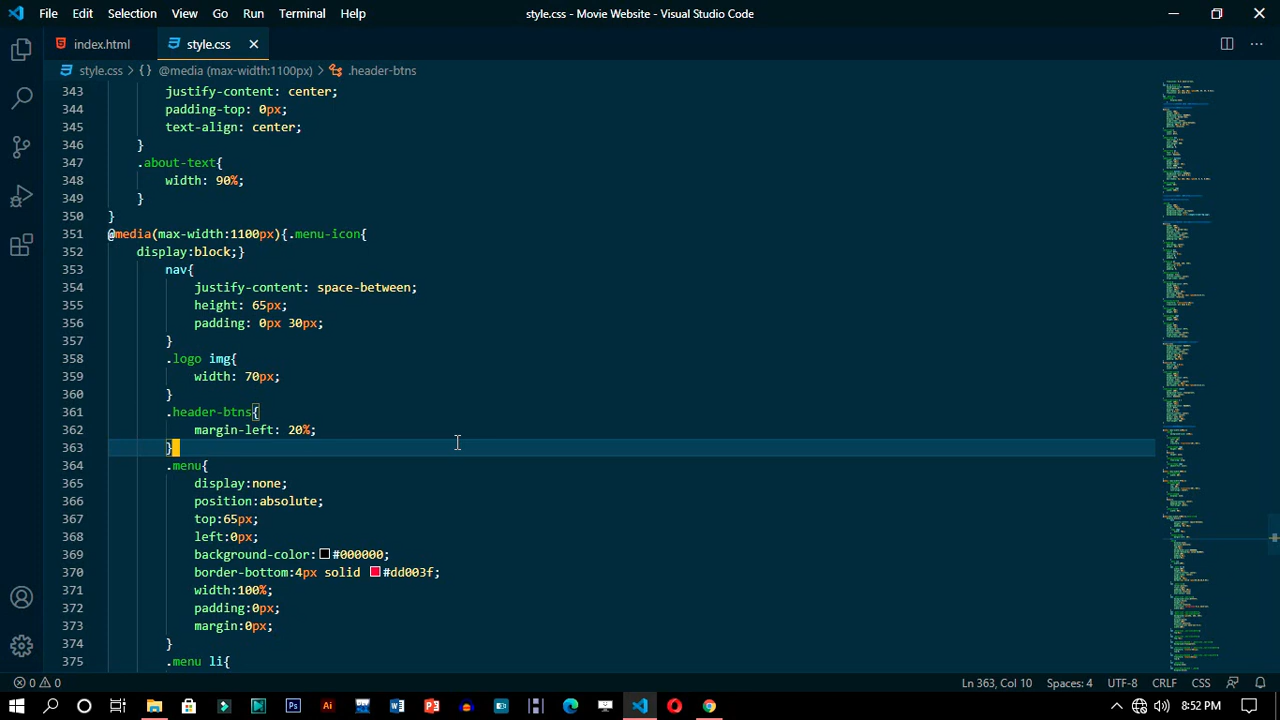 File Edit Selection View Go Run Terminal Help
style.css - Movie Website - Visual Studio Code
index.html
style.css
style.css > {} @media (max-width:1100px) > .header-btns
343 justify-content: center;
344 padding-top: 0px;
345 text-align: center;
346 }
347 .about-text{
348 width: 90%;
349 }
350 }
351 @media(max-width:1100px){.menu-icon{
352 display:block;}
353 nav{
354 justify-content: space-between;
355 height: 65px;
356 padding: 0px 30px;
357 }
358 .logo img{
359 width: 70px;
360 }
361 .header-btns{
362 margin-left: 20%;
363 }
364 .menu{
365 display:none;
366 position:absolute;
367 top:65px;
368 left:0px;
369 background-color: #000000;
370 border-bottom:4px solid #dd003f;
371 width:100%;
372 padding:0px;
373 margin:0px;
374 }
375 .menu li{
0 0
Ln 363, Col 10 Spaces: 4 UTF-8 CRLF CSS
8:52 PM